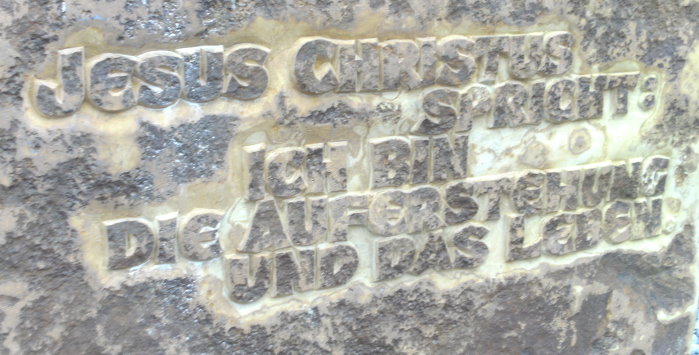 JESUS CHRISTUS
SPRICHT:
ICH BIN
DIE AUFERSTEHUNG
UND DAS LEBEN.